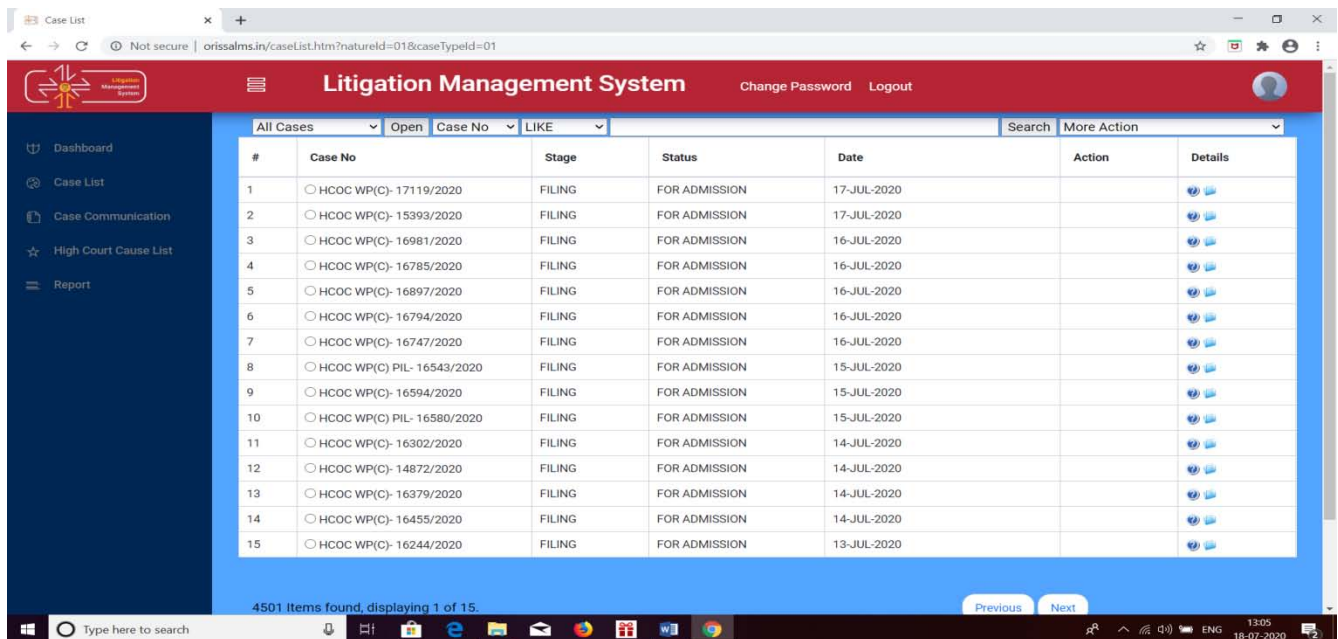 Case List
Not secure | orissalms.in/caseList.htm?natureId=01&caseTypeId=01
Litigation Management System
Litigation Management System Change Password Logout
All Cases Open Case No LIKE Search More Action
Dashboard
Case List
Case Communication
High Court Cause List
Report
# Case No Stage Status Date Action Details
1 HCOC WP(C)- 17119/2020 FILING FOR ADMISSION 17-JUL-2020
2 HCOC WP(C)- 15393/2020 FILING FOR ADMISSION 17-JUL-2020
3 HCOC WP(C)- 16981/2020 FILING FOR ADMISSION 16-JUL-2020
4 HCOC WP(C)- 16785/2020 FILING FOR ADMISSION 16-JUL-2020
5 HCOC WP(C)- 16897/2020 FILING FOR ADMISSION 16-JUL-2020
6 HCOC WP(C)- 16794/2020 FILING FOR ADMISSION 16-JUL-2020
7 HCOC WP(C)- 16747/2020 FILING FOR ADMISSION 16-JUL-2020
8 HCOC WP(C) PIL- 16543/2020 FILING FOR ADMISSION 15-JUL-2020
9 HCOC WP(C)- 16594/2020 FILING FOR ADMISSION 15-JUL-2020
10 HCOC WP(C) PIL- 16580/2020 FILING FOR ADMISSION 15-JUL-2020
11 HCOC WP(C)- 16302/2020 FILING FOR ADMISSION 14-JUL-2020
12 HCOC WP(C)- 14872/2020 FILING FOR ADMISSION 14-JUL-2020
13 HCOC WP(C)- 16379/2020 FILING FOR ADMISSION 14-JUL-2020
14 HCOC WP(C)- 16455/2020 FILING FOR ADMISSION 14-JUL-2020
15 HCOC WP(C)- 16244/2020 FILING FOR ADMISSION 13-JUL-2020
4501 Items found, displaying 1 of 15. Previous Next
Type here to search ENG 13:05
18-07-2020